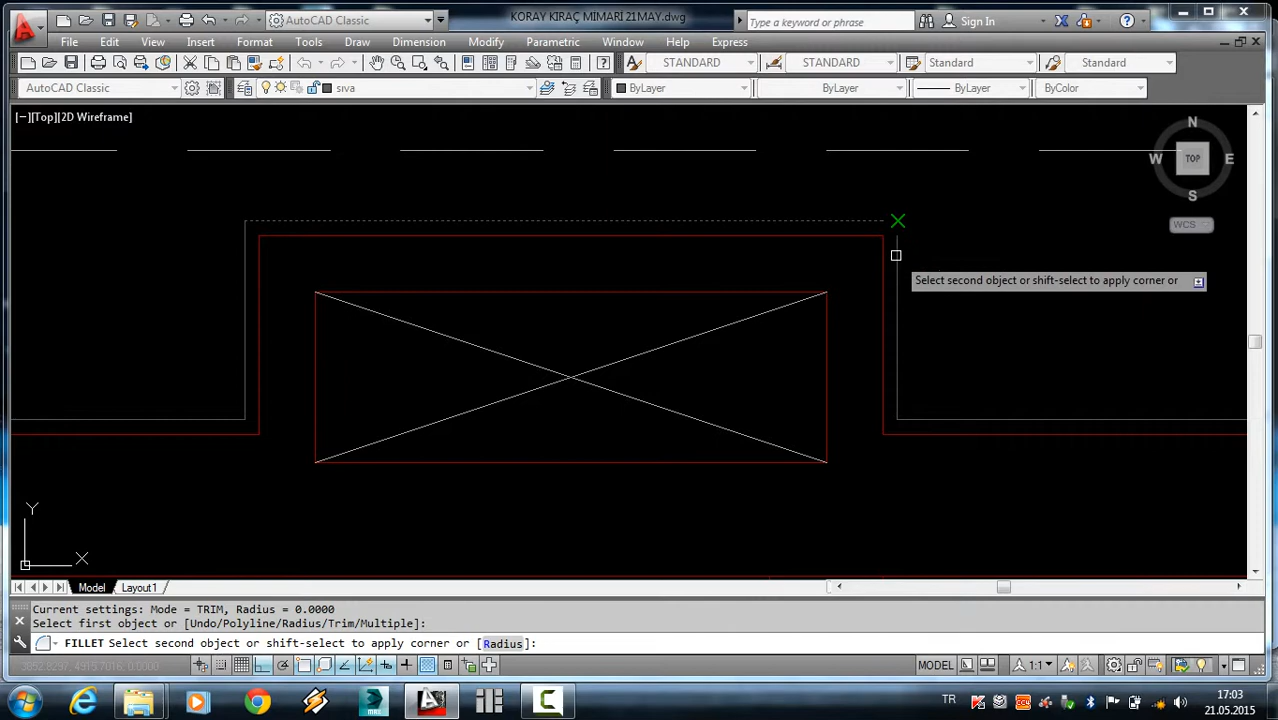 AutoCAD Classic
KORAY KIRAÇ MIMARI 21MAY.dwg
Type a keyword or phrase
Sign In
File Edit View Insert Format Tools Draw Dimension Modify Parametric Window Help Express
STANDARD STANDARD Standard Standard
AutoCAD Classic sıva ByLayer ByLayer ByLayer ByColor
[−][Top][2D Wireframe]
N
W TOP E
S
WCS
Select second object or shift-select to apply corner or
Y
X
Model Layout1
Current settings: Mode = TRIM, Radius = 0.0000
Select first object or [Undo/Polyline/Radius/Trim/Multiple]:
FILLET Select second object or shift-select to apply corner or [Radius]:
MODEL 1:1
TR 17:03
21.05.2015